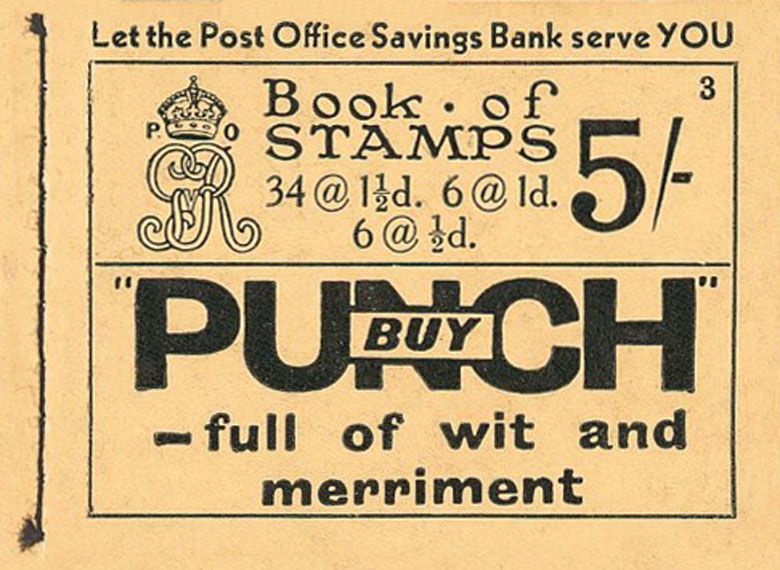 Let the Post Office Savings Bank serve YOU
3
P. O
GR
Book · of
STAMPS
5/-
34 @ 1½d. 6 @ 1d.
6 @ ½d.
"PUNCH"
BUY
– full of wit and
merriment